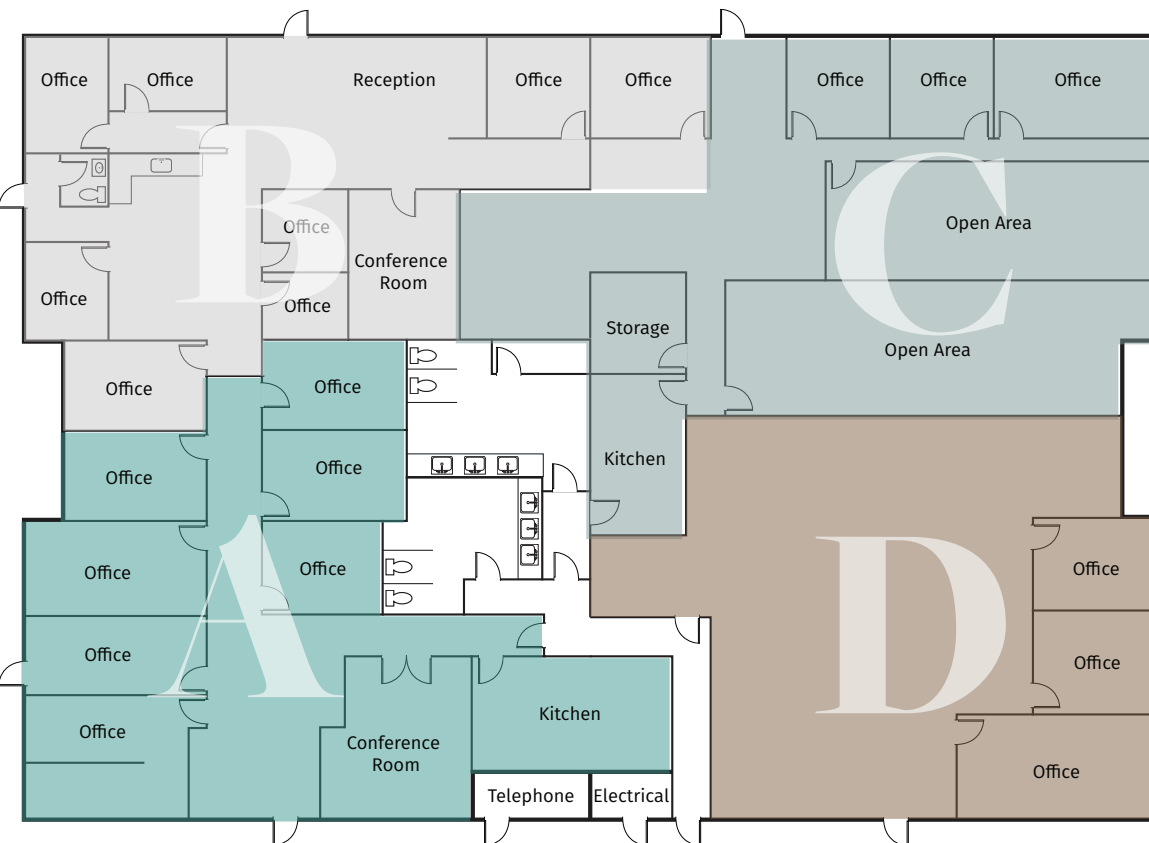 Office
Office
Reception
Office
Office
Office
Office
Office
B
C
Office
Open Area
Conference
Room
Office
Office
Storage
Open Area
Office
Office
Office
Office
Kitchen
A
D
Office
Office
Office
Office
Office
Office
Kitchen
Conference
Room
Office
Telephone
Electrical